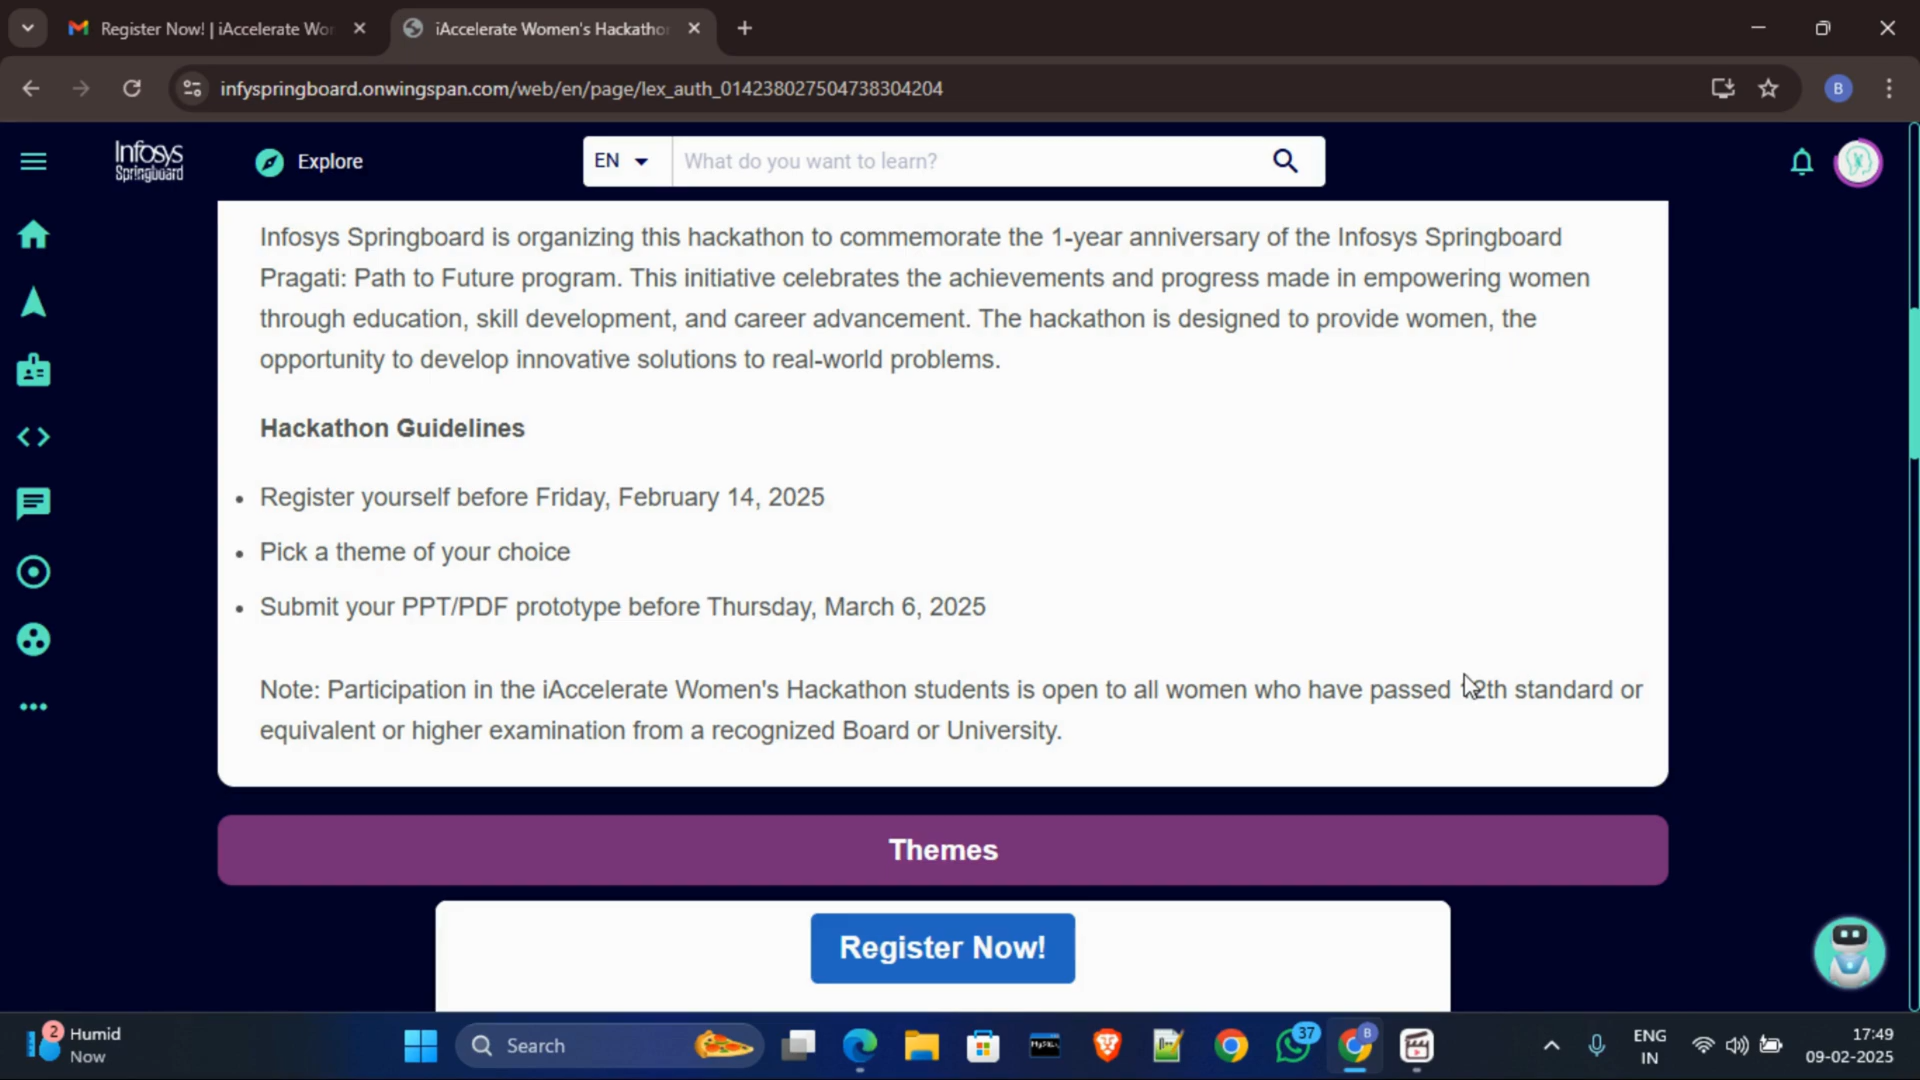 Register Now! | iAccelerate Wor
iAccelerate Women's Hackathon
infyspringboard.onwingspan.com/web/en/page/lex_auth_014238027504738304204
B
Infosys
Springboard
Explore
EN
What do you want to learn?
Infosys Springboard is organizing this hackathon to commemorate the 1-year anniversary of the Infosys Springboard
Pragati: Path to Future program. This initiative celebrates the achievements and progress made in empowering women
through education, skill development, and career advancement. The hackathon is designed to provide women, the
opportunity to develop innovative solutions to real-world problems.
Hackathon Guidelines
• Register yourself before Friday, February 14, 2025
• Pick a theme of your choice
• Submit your PPT/PDF prototype before Thursday, March 6, 2025
Note: Participation in the iAccelerate Women's Hackathon students is open to all women who have passed 12th standard or
equivalent or higher examination from a recognized Board or University.
Themes
Register Now!
2
Humid
Now
Search
MySQL
37
B
ENG
IN
17:49
09-02-2025